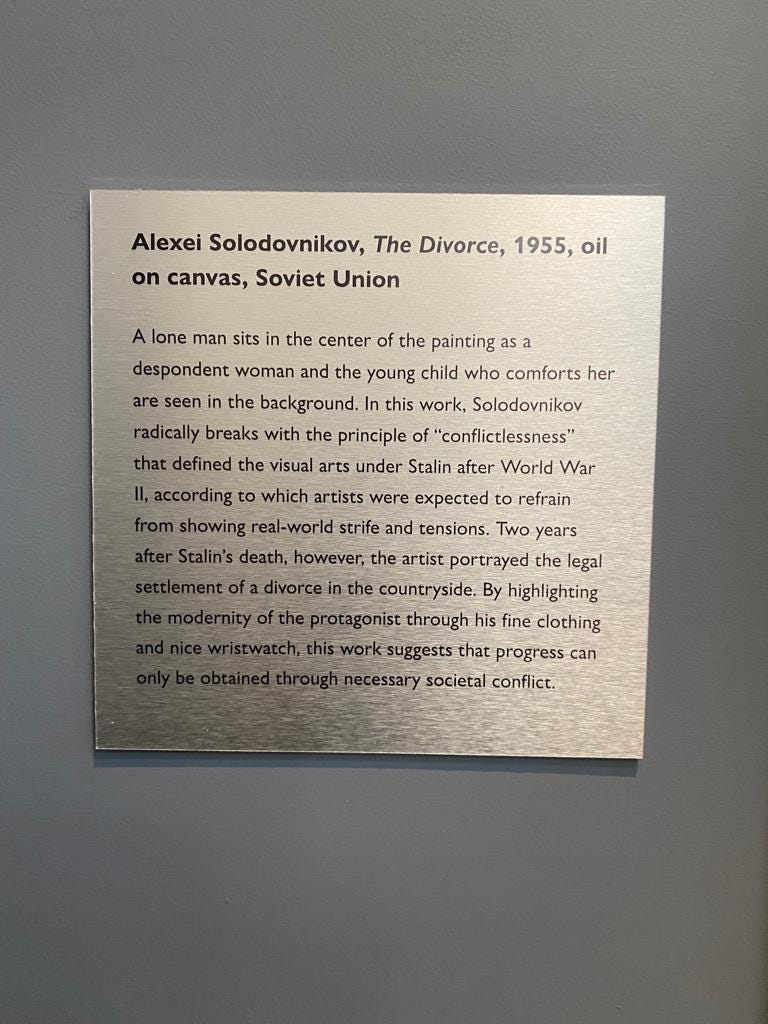 Alexei Solodovnikov, The Divorce, 1955, oil
on canvas, Soviet Union
A lone man sits in the center of the painting as a
despondent woman and the young child who comforts her
are seen in the background. In this work, Solodovnikov
radically breaks with the principle of “conflictlessness”
that defined the visual arts under Stalin after World War
II, according to which artists were expected to refrain
from showing real-world strife and tensions. Two years
after Stalin’s death, however, the artist portrayed the legal
settlement of a divorce in the countryside. By highlighting
the modernity of the protagonist through his fine clothing
and nice wristwatch, this work suggests that progress can
only be obtained through necessary societal conflict.